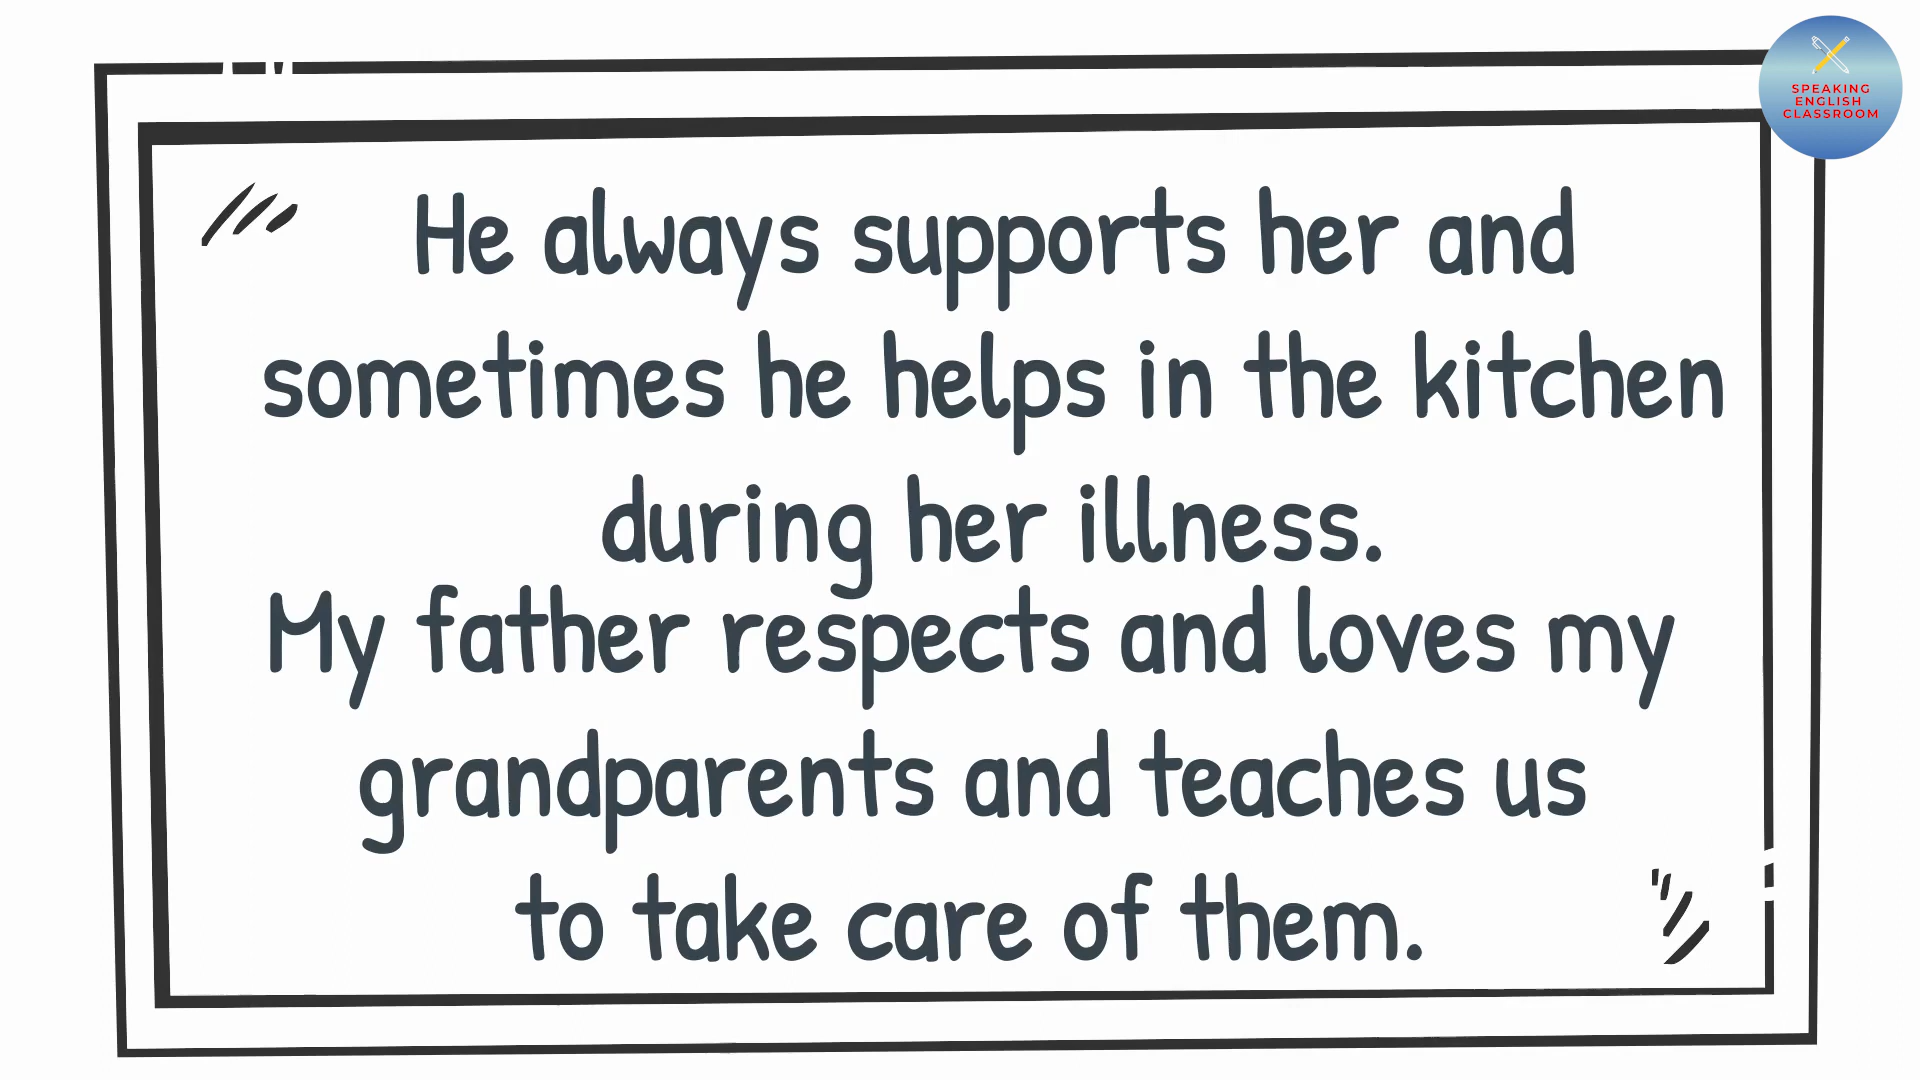 SPEAKING
ENGLISH
CLASSROOM
He always supports her and
sometimes he helps in the kitchen
during her illness.
My father respects and loves my
grandparents and teaches us
to take care of them.